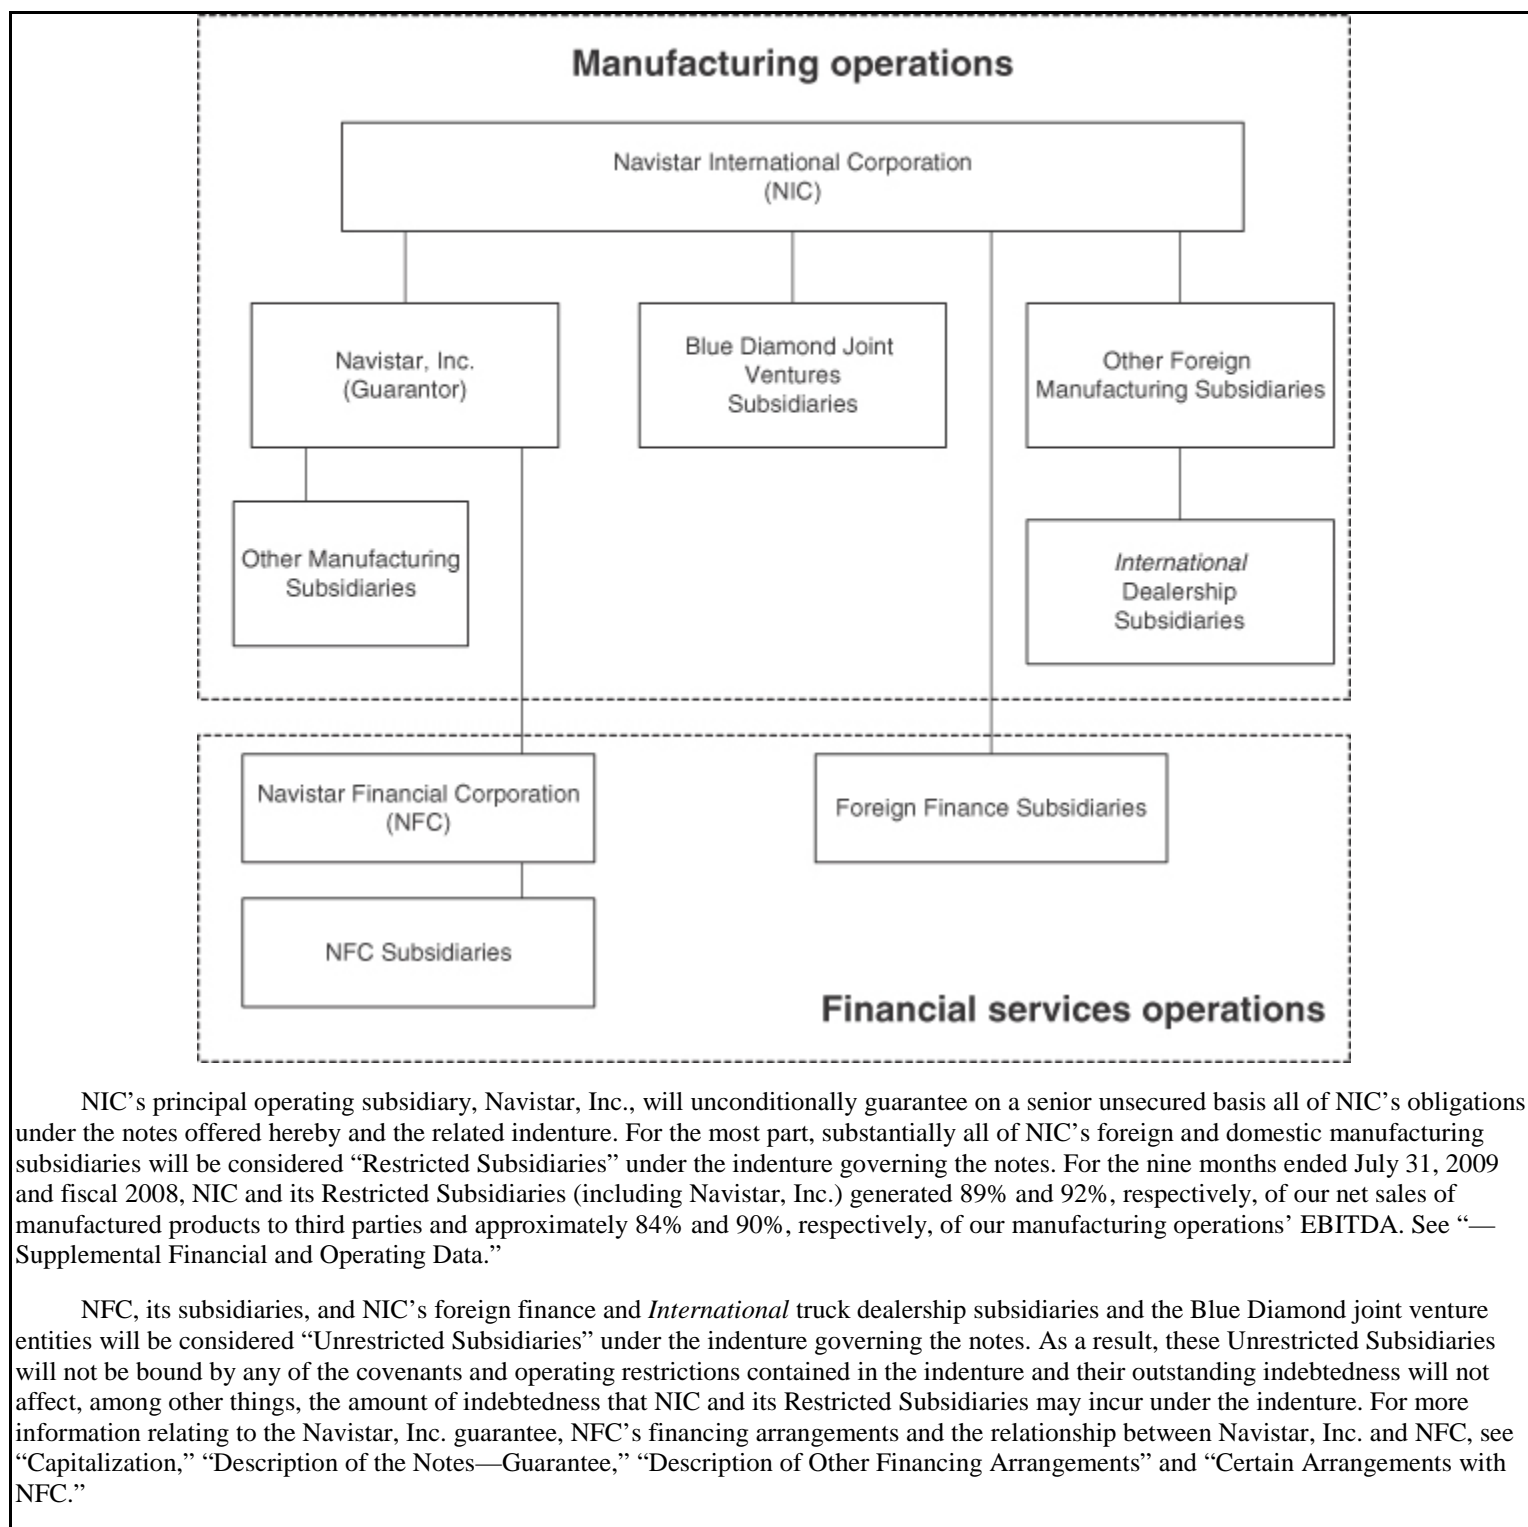 Manufacturing operations
Navistar International Corporation
(NIC)
Navistar, Inc.
(Guarantor)
Blue Diamond Joint
Ventures
Subsidiaries
Other Foreign
Manufacturing Subsidiaries
Other Manufacturing
Subsidiaries
International
Dealership
Subsidiaries
Navistar Financial Corporation
(NFC)
Foreign Finance Subsidiaries
NFC Subsidiaries
Financial services operations
NIC’s principal operating subsidiary, Navistar, Inc., will unconditionally guarantee on a senior unsecured basis all of NIC’s obligations
under the notes offered hereby and the related indenture. For the most part, substantially all of NIC’s foreign and domestic manufacturing
subsidiaries will be considered “Restricted Subsidiaries” under the indenture governing the notes. For the nine months ended July 31, 2009
and fiscal 2008, NIC and its Restricted Subsidiaries (including Navistar, Inc.) generated 89% and 92%, respectively, of our net sales of
manufactured products to third parties and approximately 84% and 90%, respectively, of our manufacturing operations’ EBITDA. See “—
Supplemental Financial and Operating Data.”
NFC, its subsidiaries, and NIC’s foreign finance and International truck dealership subsidiaries and the Blue Diamond joint venture
entities will be considered “Unrestricted Subsidiaries” under the indenture governing the notes. As a result, these Unrestricted Subsidiaries
will not be bound by any of the covenants and operating restrictions contained in the indenture and their outstanding indebtedness will not
affect, among other things, the amount of indebtedness that NIC and its Restricted Subsidiaries may incur under the indenture. For more
information relating to the Navistar, Inc. guarantee, NFC’s financing arrangements and the relationship between Navistar, Inc. and NFC, see
“Capitalization,” “Description of the Notes—Guarantee,” “Description of Other Financing Arrangements” and “Certain Arrangements with
NFC.”